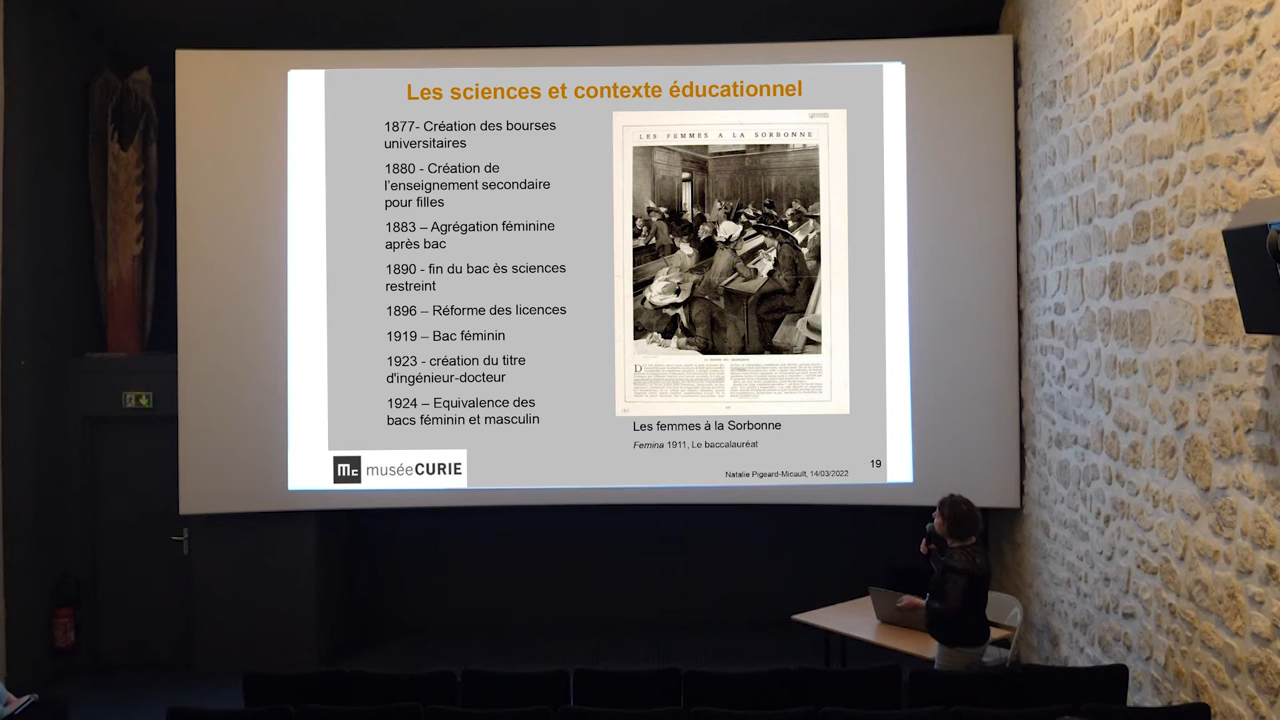 Les sciences et contexte éducationnel
1877- Création des bourses
universitaires
1880 - Création de
l'enseignement secondaire
pour filles
1883 – Agrégation féminine
après bac
1890 - fin du bac ès sciences
restreint
1896 – Réforme des licences
1919 – Bac féminin
1923 - création du titre
d'ingénieur-docteur
1924 – Equivalence des
bacs féminin et masculin
LES FEMMES A LA SORBONNE
Les femmes à la Sorbonne
Femina 1911, Le baccalauréat
Mc musée CURIE
Natalie Pigeard-Micault, 14/03/2022
19